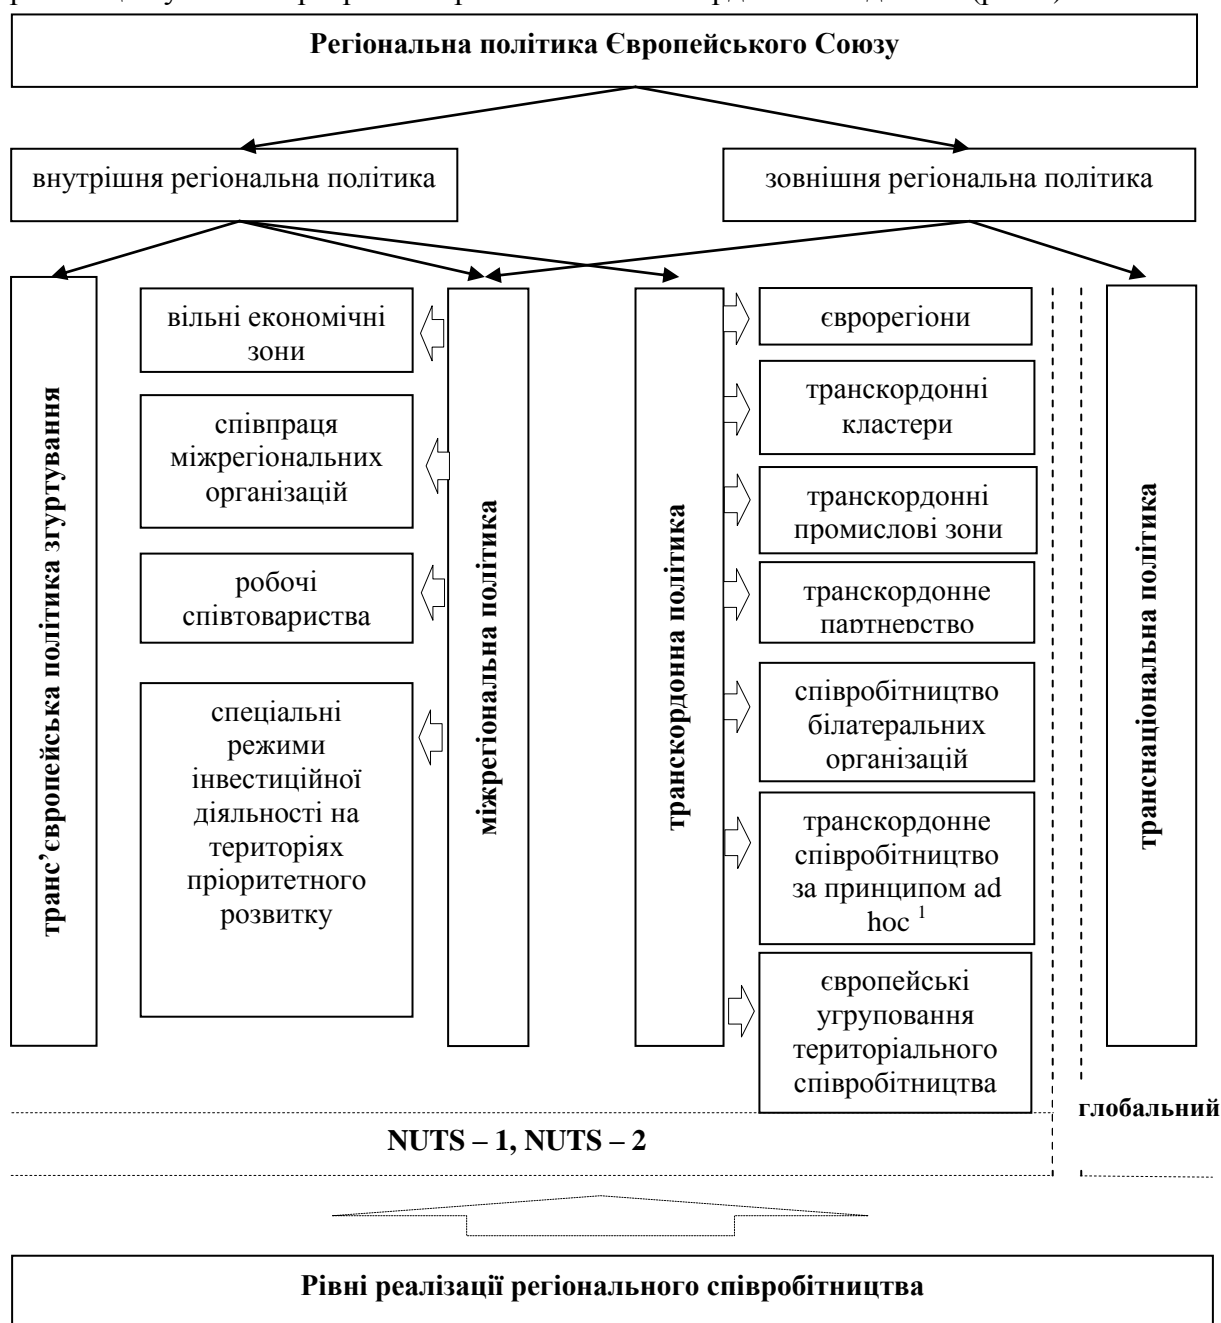 Регіональна політика Європейського Союзу
внутрішня регіональна політика
зовнішня регіональна політика
транс’європейська політика згуртування
вільні економічні
зони
співпраця
міжрегіональних
організацій
робочі
співтовариства
спеціальні
режими
інвестиційної
діяльності на
територіях
пріоритетного
розвитку
міжрегіональна політика
транскордонна політика
єврорегіони
транскордонні
кластери
транскордонні
промислові зони
транскордонне
партнерство
співробітництво
білатеральних
організацій
транскордонне
співробітництво
за принципом ad
hoc 1
європейські
угруповання
територіального
співробітництва
транснаціональна політика
глобальний
NUTS – 1, NUTS – 2
Рівні реалізації регіонального співробітництва